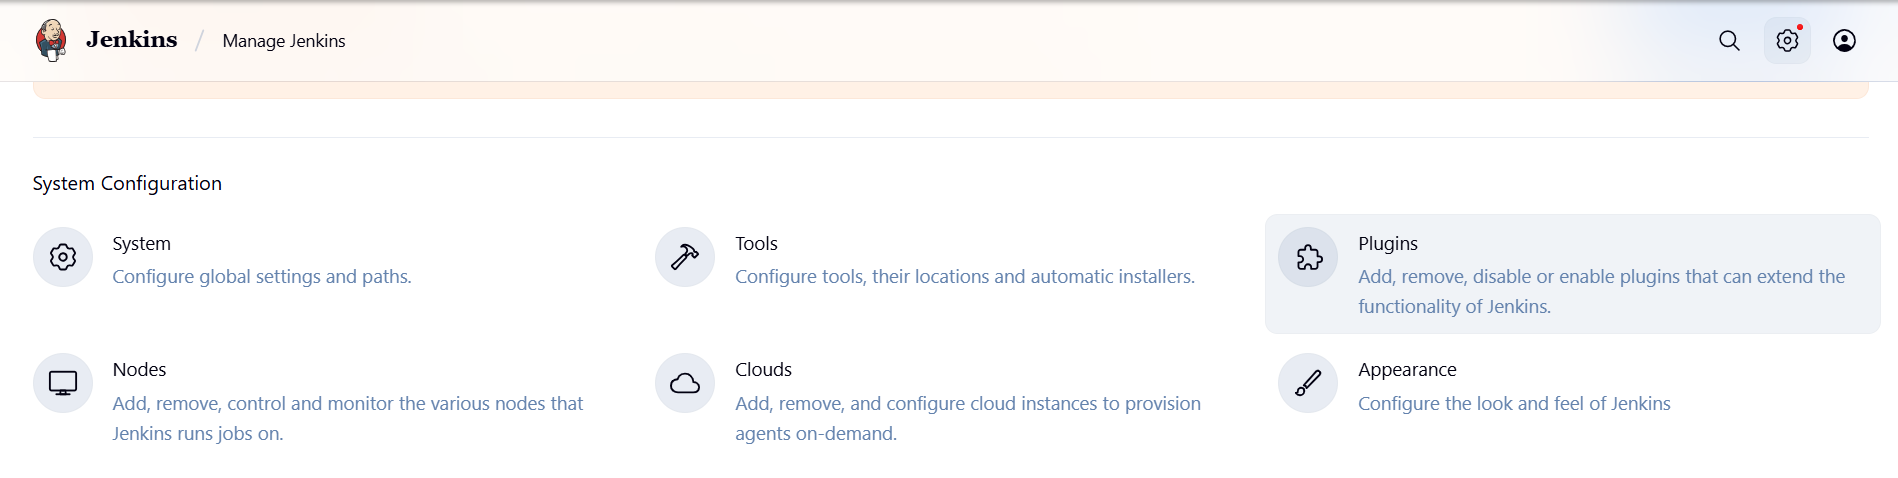 Jenkins / Manage Jenkins
System Configuration
System
Configure global settings and paths.
Tools
Configure tools, their locations and automatic installers.
Plugins
Add, remove, disable or enable plugins that can extend the
functionality of Jenkins.
Nodes
Add, remove, control and monitor the various nodes that
Jenkins runs jobs on.
Clouds
Add, remove, and configure cloud instances to provision
agents on-demand.
Appearance
Configure the look and feel of Jenkins